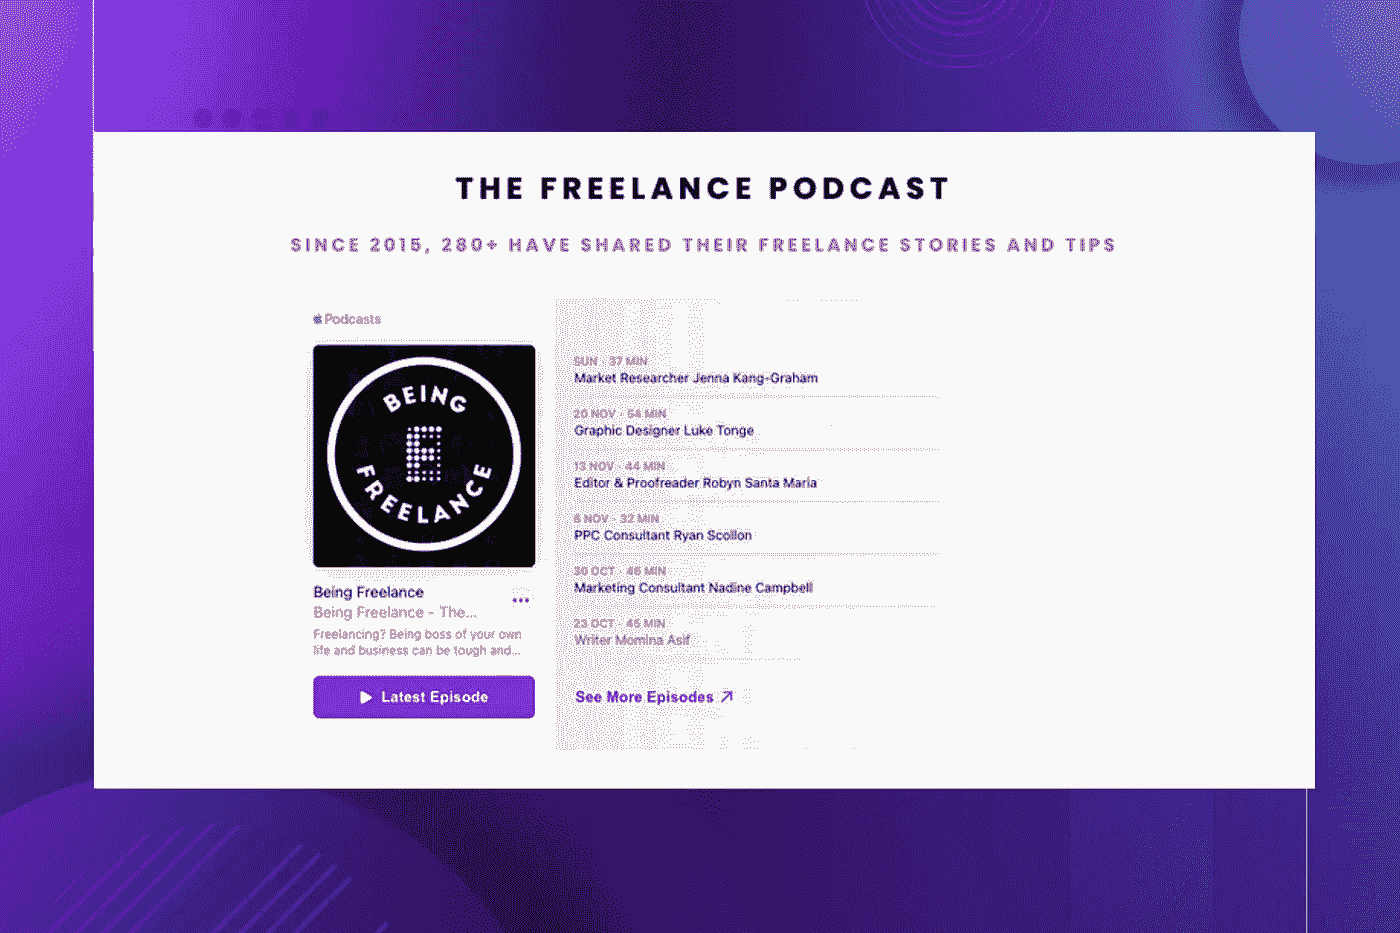 THE FREELANCE PODCAST
SINCE 2015, 280+ HAVE SHARED THEIR FREELANCE STORIES AND TIPS
Podcasts
BEING
FREELANCE
Being Freelance
Being Freelance - The...
Freelancing? Being boss of your own
life and business can be tough and...
Latest Episode
SUN · 37 MIN
Market Researcher Jenna Kang-Graham
20 NOV · 54 MIN
Graphic Designer Luke Tonge
13 NOV · 44 MIN
Editor & Proofreader Robyn Santa Maria
6 NOV · 32 MIN
PPC Consultant Ryan Scollon
30 OCT · 46 MIN
Marketing Consultant Nadine Campbell
23 OCT · 45 MIN
Writer Momina Asif
See More Episodes